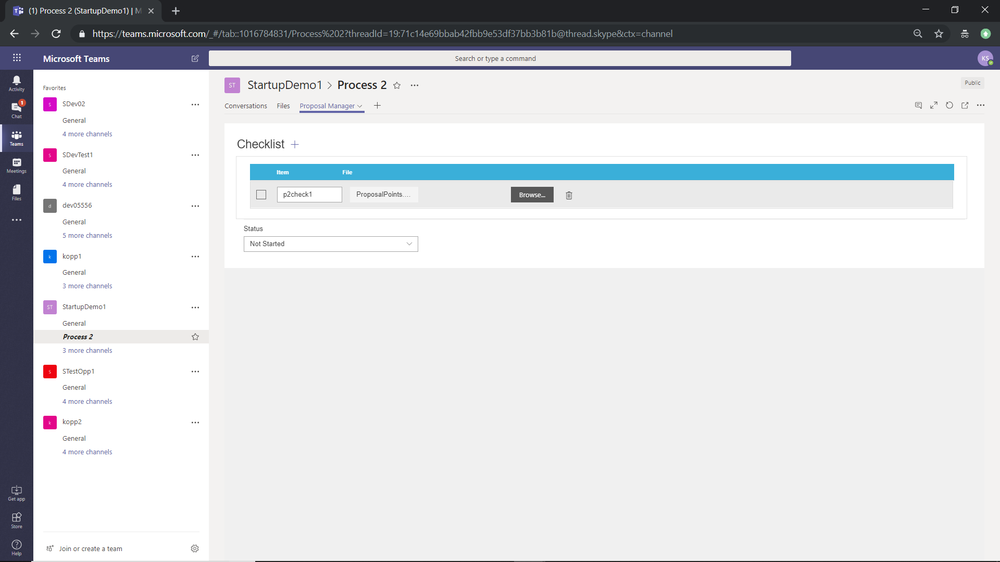 (1) Process 2 (StartupDemo1) | M
https://teams.microsoft.com/_#/tab::1016784831/Process%202?threadId=19:71c14e69bbab42fbb9e53df37bb3b81b@thread.skype&ctx=channel
Microsoft Teams
Search or type a command
KS
Activity
1
Chat
Teams
Meetings
Files
Get app
Store
Help
Favorites
S SDev02
General
4 more channels
S SDevTest1
General
4 more channels
d dev05556
General
5 more channels
k kopp1
General
3 more channels
ST StartupDemo1
General
Process 2
3 more channels
S STestOpp1
General
4 more channels
k kopp2
General
4 more channels
Join or create a team
ST StartupDemo1 > Process 2
Public
Conversations Files Proposal Manager
Checklist
Item File
p2check1 ProposalPoints.... Browse...
Status
Not Started